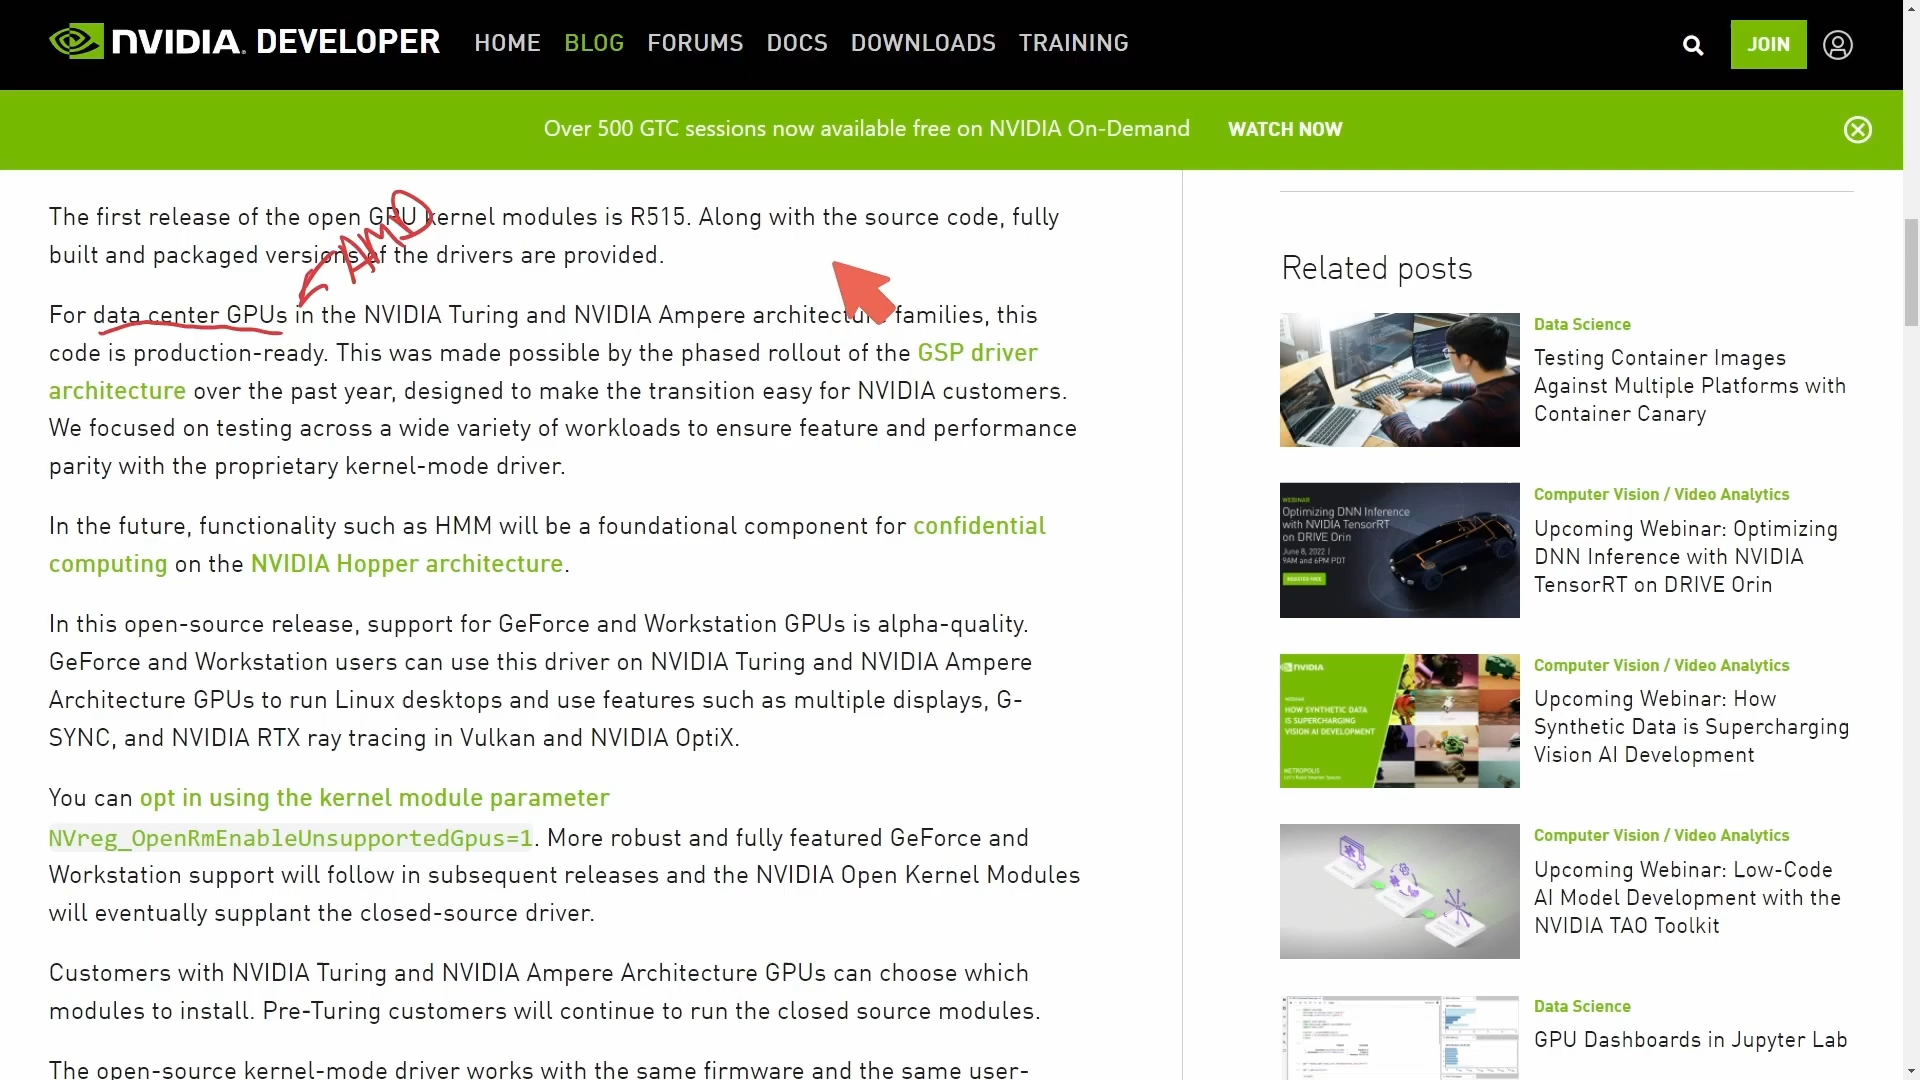 NVIDIA. DEVELOPER HOME BLOG FORUMS DOCS DOWNLOADS TRAINING JOIN
Over 500 GTC sessions now available free on NVIDIA On-Demand WATCH NOW
The first release of the open GPU kernel modules is R515. Along with the source code, fully
built and packaged versions of the drivers are provided.
AMD
For data center GPUs in the NVIDIA Turing and NVIDIA Ampere architecture families, this
code is production-ready. This was made possible by the phased rollout of the GSP driver
architecture over the past year, designed to make the transition easy for NVIDIA customers.
We focused on testing across a wide variety of workloads to ensure feature and performance
parity with the proprietary kernel-mode driver.
In the future, functionality such as HMM will be a foundational component for confidential
computing on the NVIDIA Hopper architecture.
In this open-source release, support for GeForce and Workstation GPUs is alpha-quality.
GeForce and Workstation users can use this driver on NVIDIA Turing and NVIDIA Ampere
Architecture GPUs to run Linux desktops and use features such as multiple displays, G-
SYNC, and NVIDIA RTX ray tracing in Vulkan and NVIDIA OptiX.
You can opt in using the kernel module parameter
NVreg_OpenRmEnableUnsupportedGpus=1. More robust and fully featured GeForce and
Workstation support will follow in subsequent releases and the NVIDIA Open Kernel Modules
will eventually supplant the closed-source driver.
Customers with NVIDIA Turing and NVIDIA Ampere Architecture GPUs can choose which
modules to install. Pre-Turing customers will continue to run the closed source modules.
The open-source kernel-mode driver works with the same firmware and the same user-
Related posts
Data Science
Testing Container Images
Against Multiple Platforms with
Container Canary
WEBINAR
Optimizing DNN Inference
with NVIDIA TensorRT
on DRIVE Orin
June 8, 2022 |
9AM and 6PM PDT
REGISTER FREE
Computer Vision / Video Analytics
Upcoming Webinar: Optimizing
DNN Inference with NVIDIA
TensorRT on DRIVE Orin
NVIDIA
WEBINAR
HOW SYNTHETIC DATA
IS SUPERCHARGING
VISION AI DEVELOPMENT
METROPOLIS
Computer Vision / Video Analytics
Upcoming Webinar: How
Synthetic Data is Supercharging
Vision AI Development
Computer Vision / Video Analytics
Upcoming Webinar: Low-Code
AI Model Development with the
NVIDIA TAO Toolkit
Data Science
GPU Dashboards in Jupyter Lab